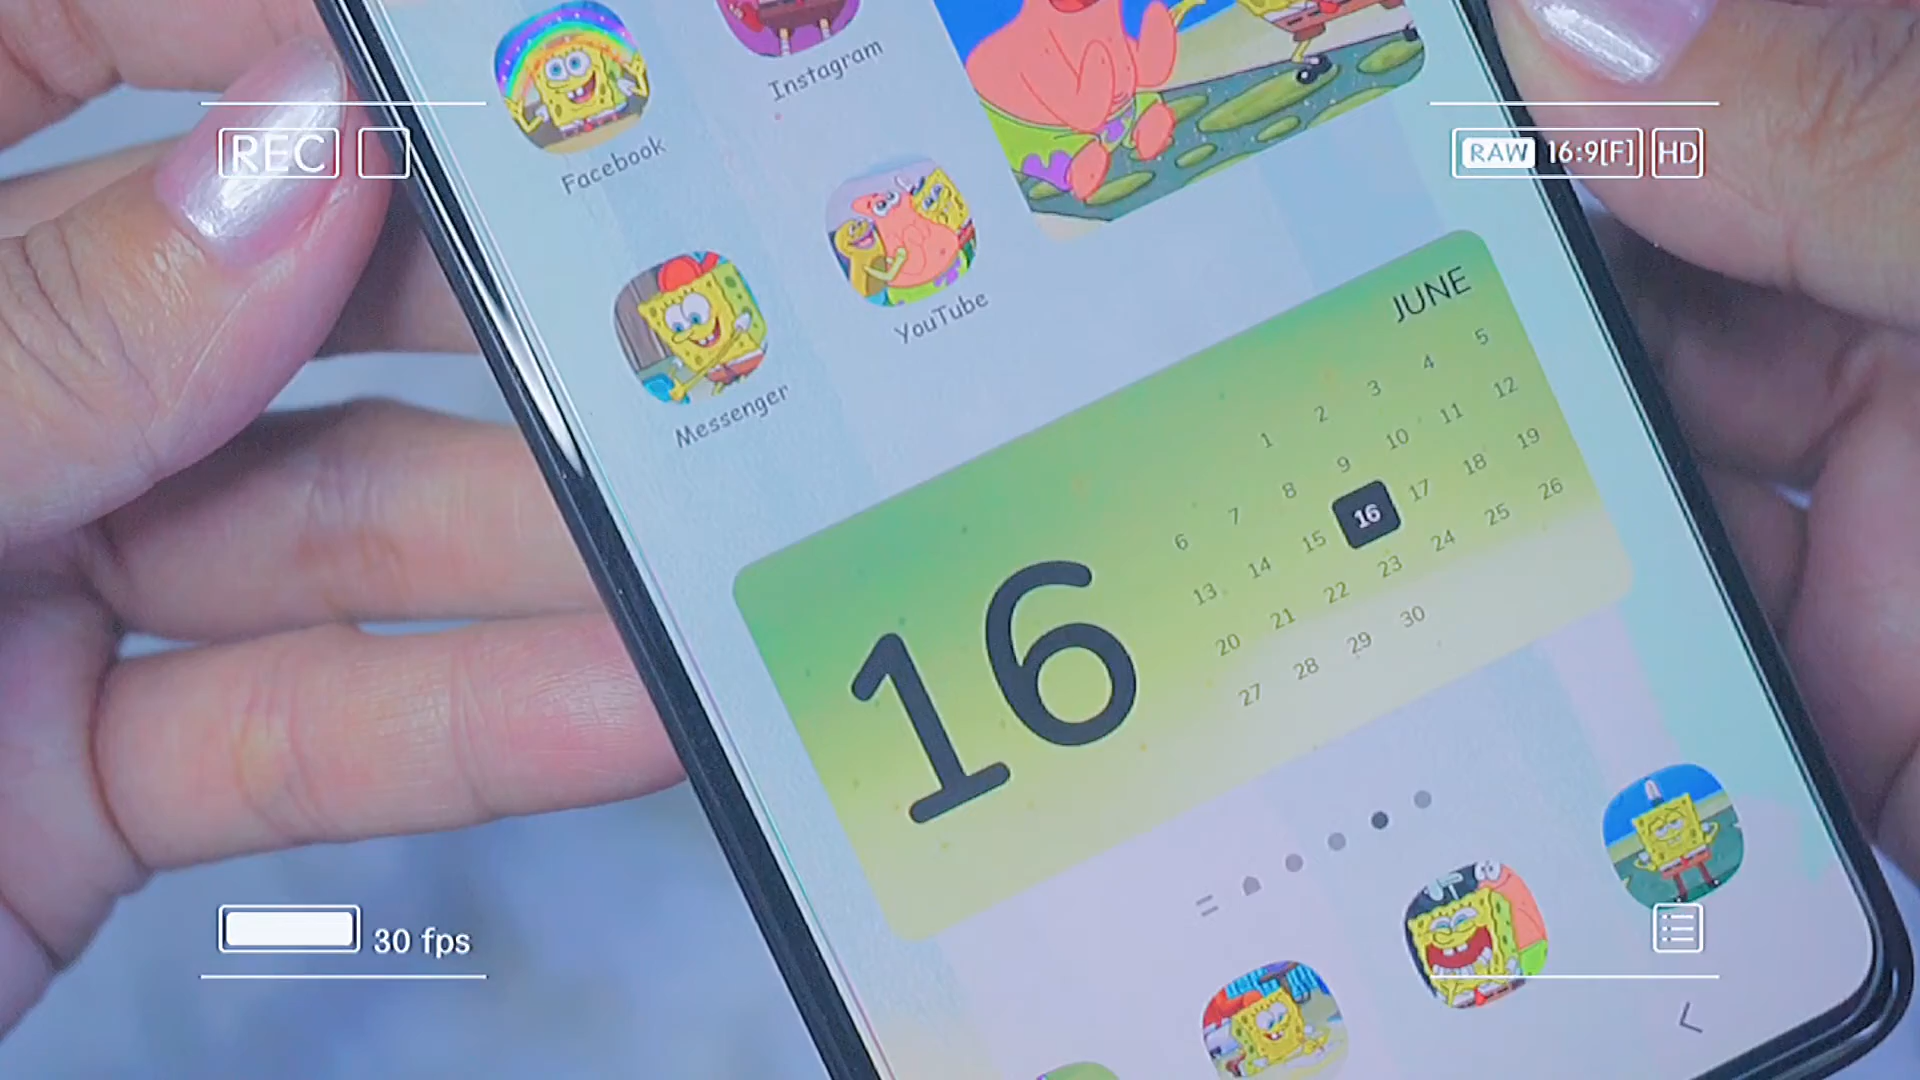 Instagram
Facebook
REC
RAW 16:9[F] HD
YouTube
Messenger
JUNE
1 2 3 4 5
6 7 8 9 10 11 12
13 14 15 16 17 18 19
20 21 22 23 24 25 26
27 28 29 30
16
30 fps